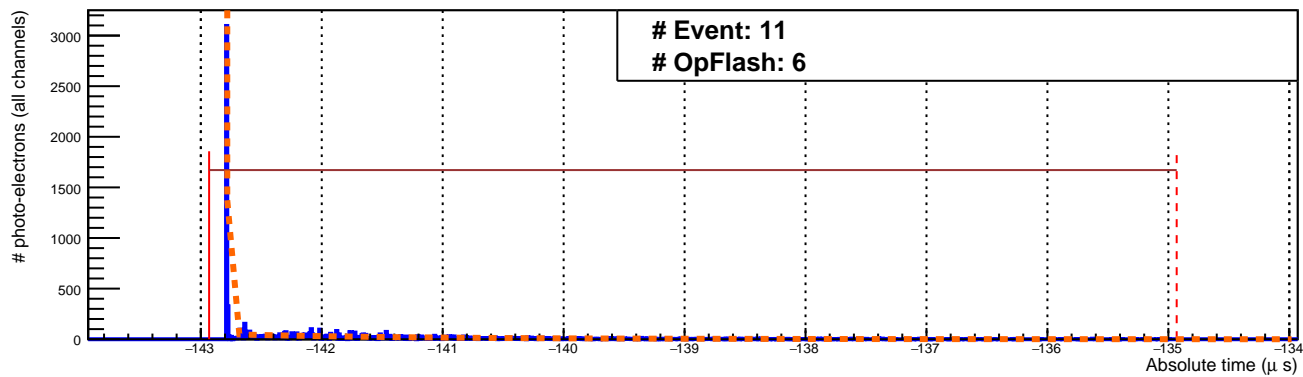 # Event: 11
# OpFlash: 6
# photo-electrons (all channels)
3000
2500
2000
1500
1000
500
0
−143 −142 −141 −140 −139 −138 −137 −136 −135 −134
Absolute time (μ s)